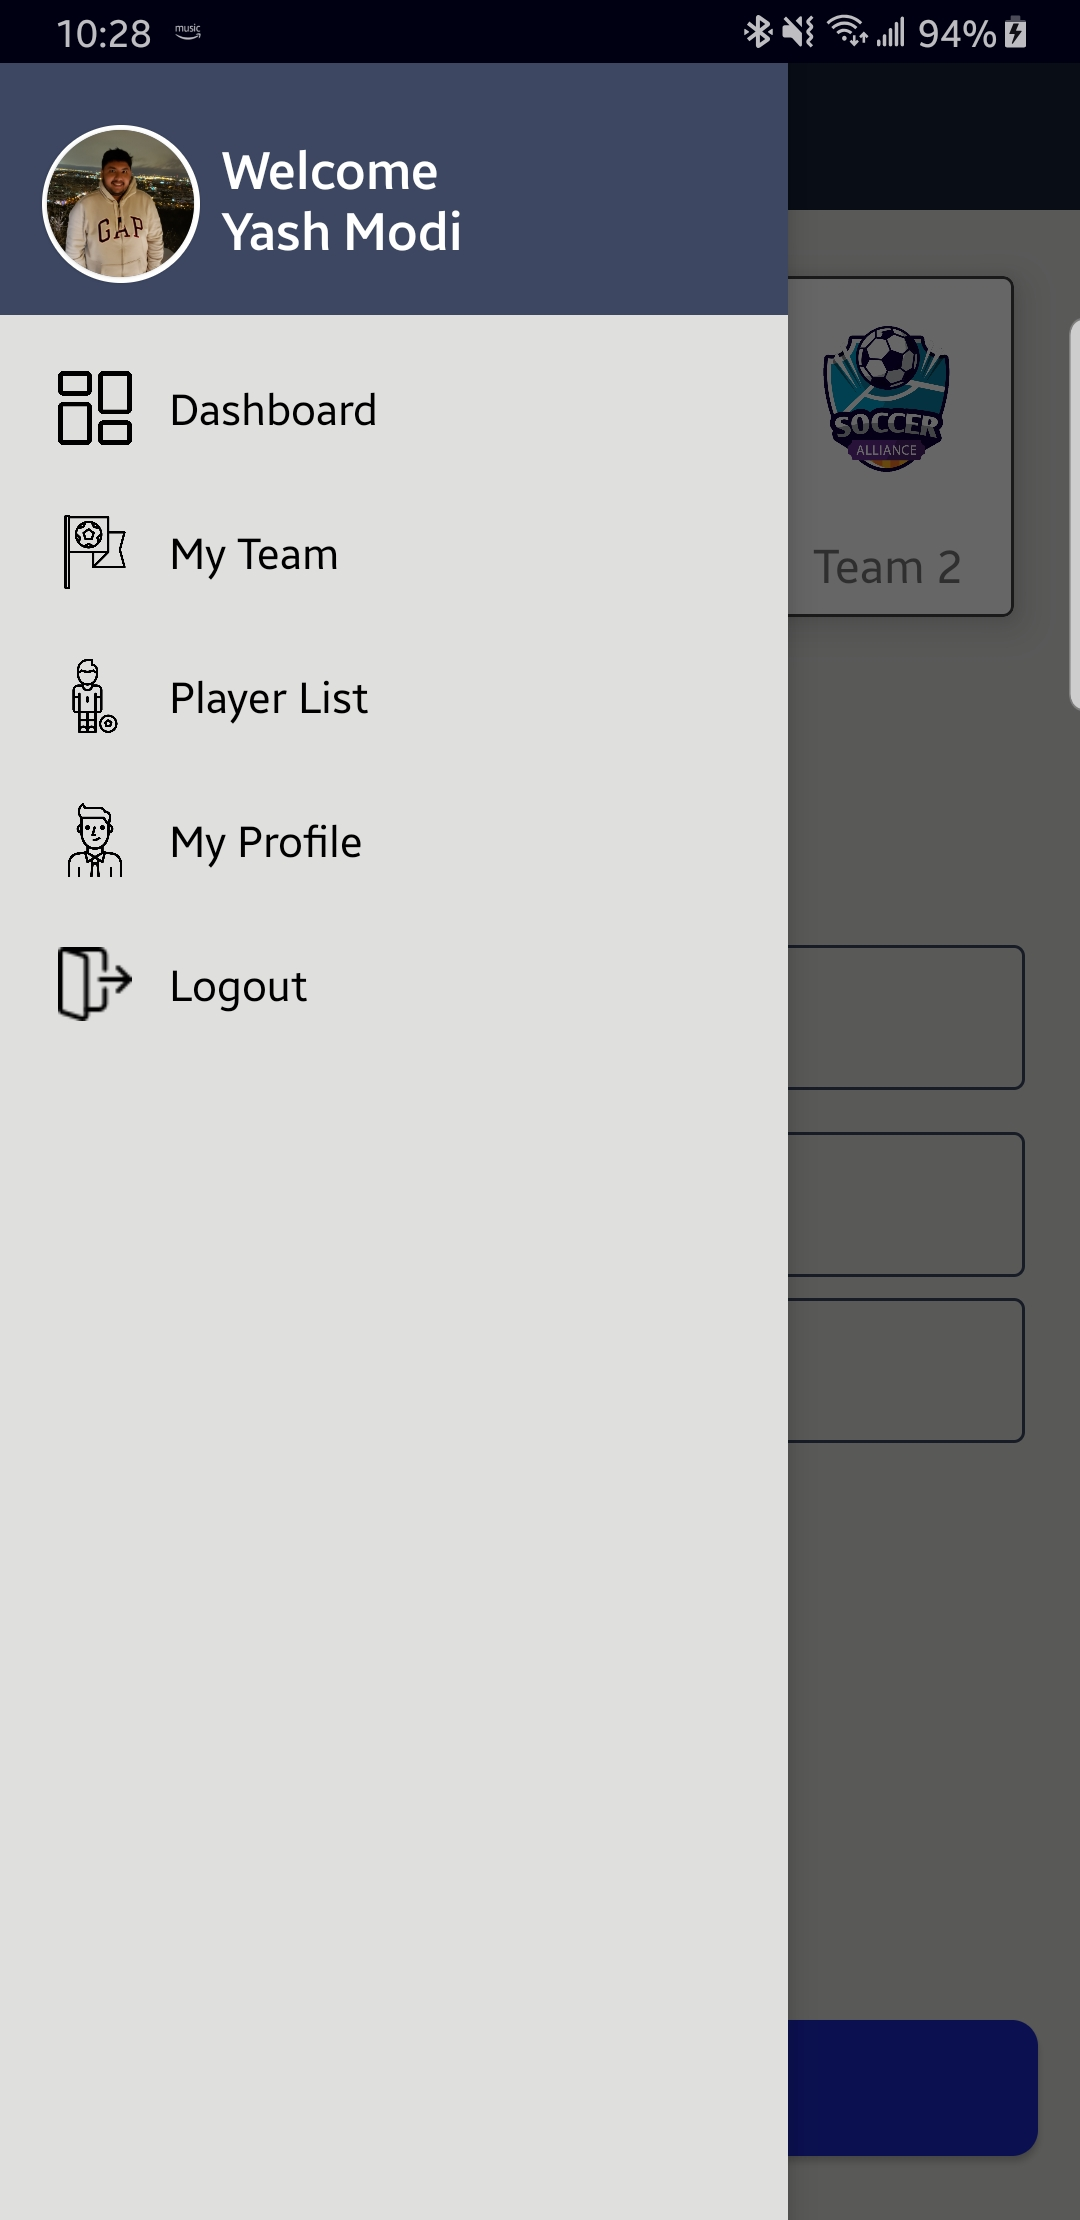 10:28 music 94%
Welcome
Yash Modi
GAP
Dashboard
My Team
Player List
My Profile
Logout
SOCCER
ALLIANCE
Team 2